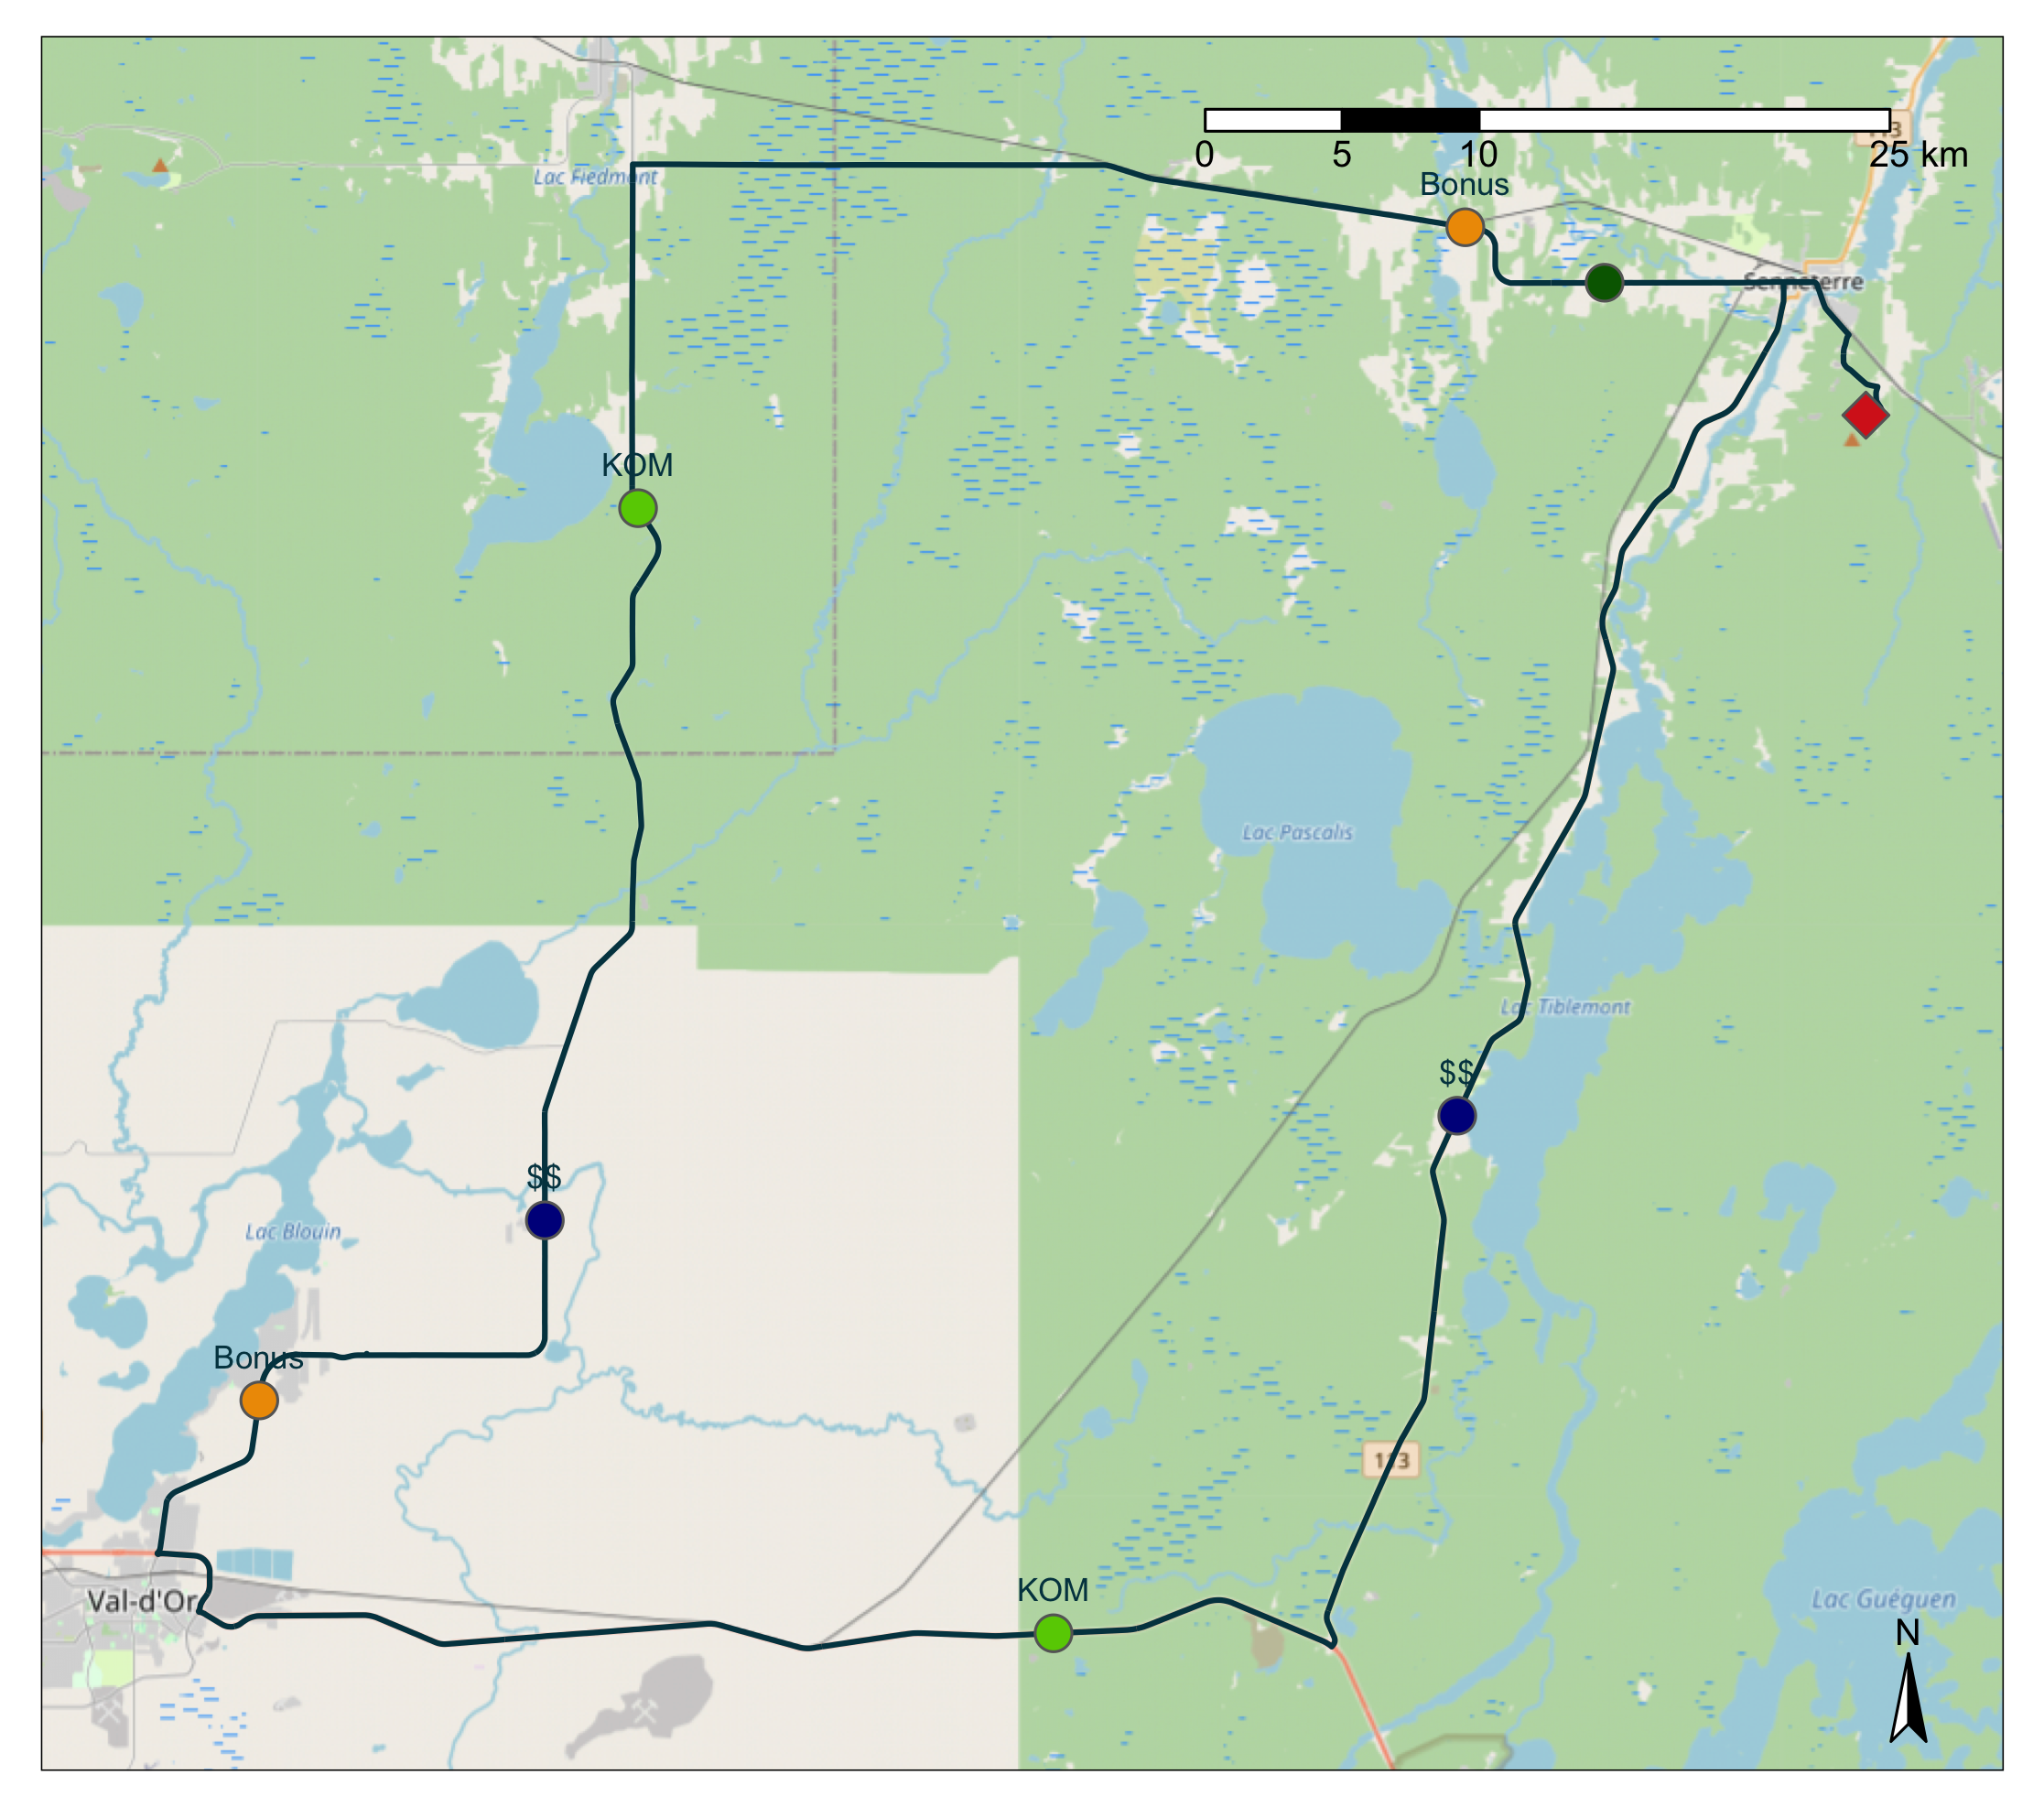 113
0 5 10 25 km
Bonus
Lac Fiedmont
Senneterre
KOM
Lac Pascalis
Lac Tiblemont
$$
$$
Lac Blouin
Bonus
113
Val-d'Or
KOM
Lac Guéguen
N